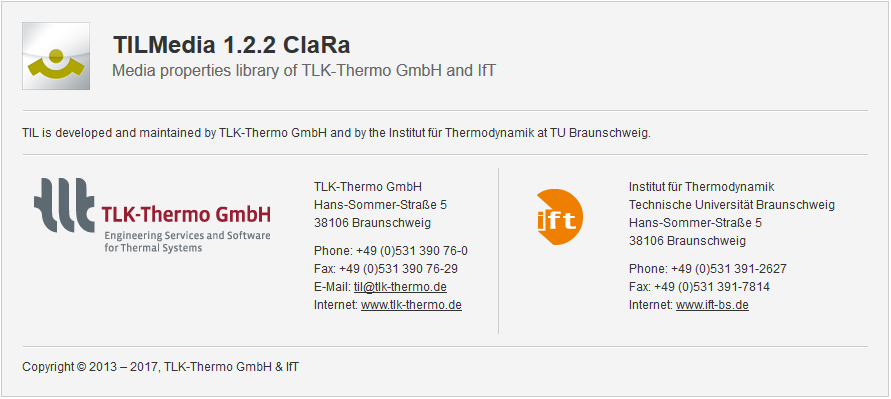 TILMedia 1.2.2 ClaRa
Media properties library of TLK-Thermo GmbH and IfT
TIL is developed and maintained by TLK-Thermo GmbH and by the Institut für Thermodynamik at TU Braunschweig.
tlt
TLK-Thermo GmbH
Engineering Services and Software
for Thermal Systems
TLK-Thermo GmbH
Hans-Sommer-Straße 5
38106 Braunschweig
Phone: +49 (0)531 390 76-0
Fax: +49 (0)531 390 76-29
E-Mail: til@tlk-thermo.de
Internet: www.tlk-thermo.de
ift
Institut für Thermodynamik
Technische Universität Braunschweig
Hans-Sommer-Straße 5
38106 Braunschweig
Phone: +49 (0)531 391-2627
Fax: +49 (0)531 391-7814
Internet: www.ift-bs.de
Copyright © 2013 – 2017, TLK-Thermo GmbH & IfT